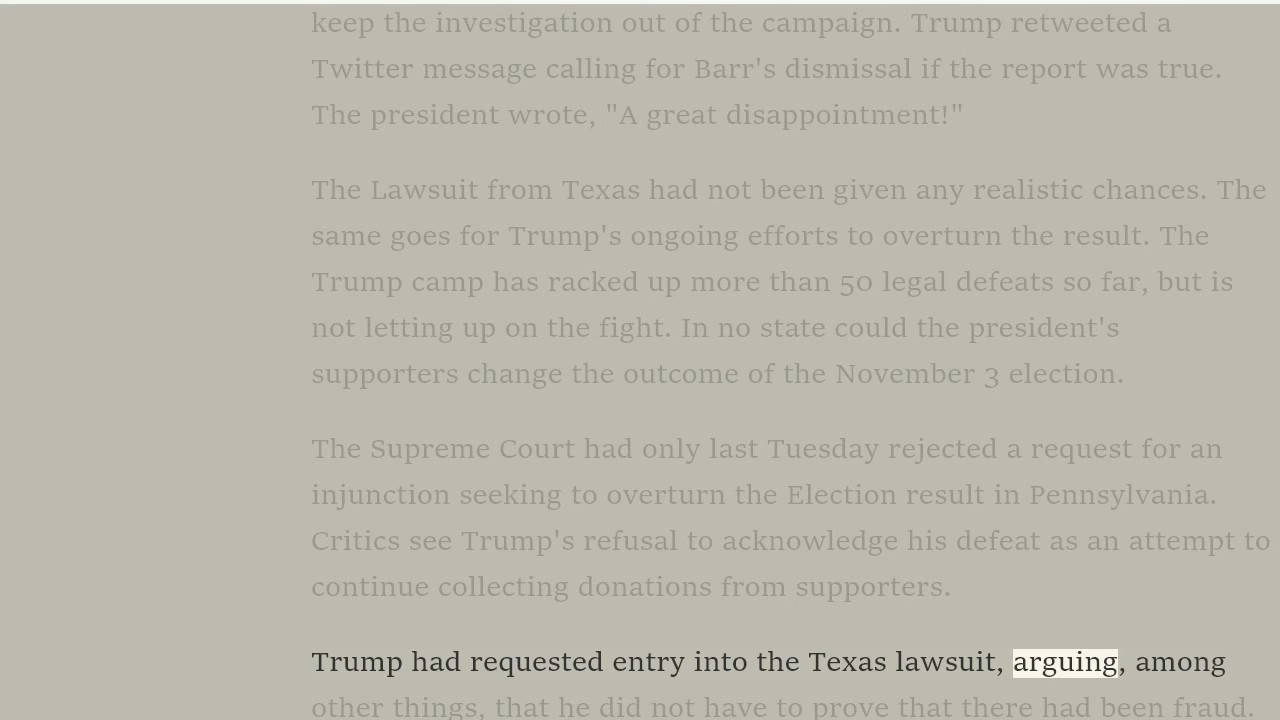 keep the investigation out of the campaign. Trump retweeted a
Twitter message calling for Barr's dismissal if the report was true.
The president wrote, "A great disappointment!"
The Lawsuit from Texas had not been given any realistic chances. The
same goes for Trump's ongoing efforts to overturn the result. The
Trump camp has racked up more than 50 legal defeats so far, but is
not letting up on the fight. In no state could the president's
supporters change the outcome of the November 3 election.
The Supreme Court had only last Tuesday rejected a request for an
injunction seeking to overturn the Election result in Pennsylvania.
Critics see Trump's refusal to acknowledge his defeat as an attempt to
continue collecting donations from supporters.
Trump had requested entry into the Texas lawsuit, arguing, among
other things, that he did not have to prove that there had been fraud.